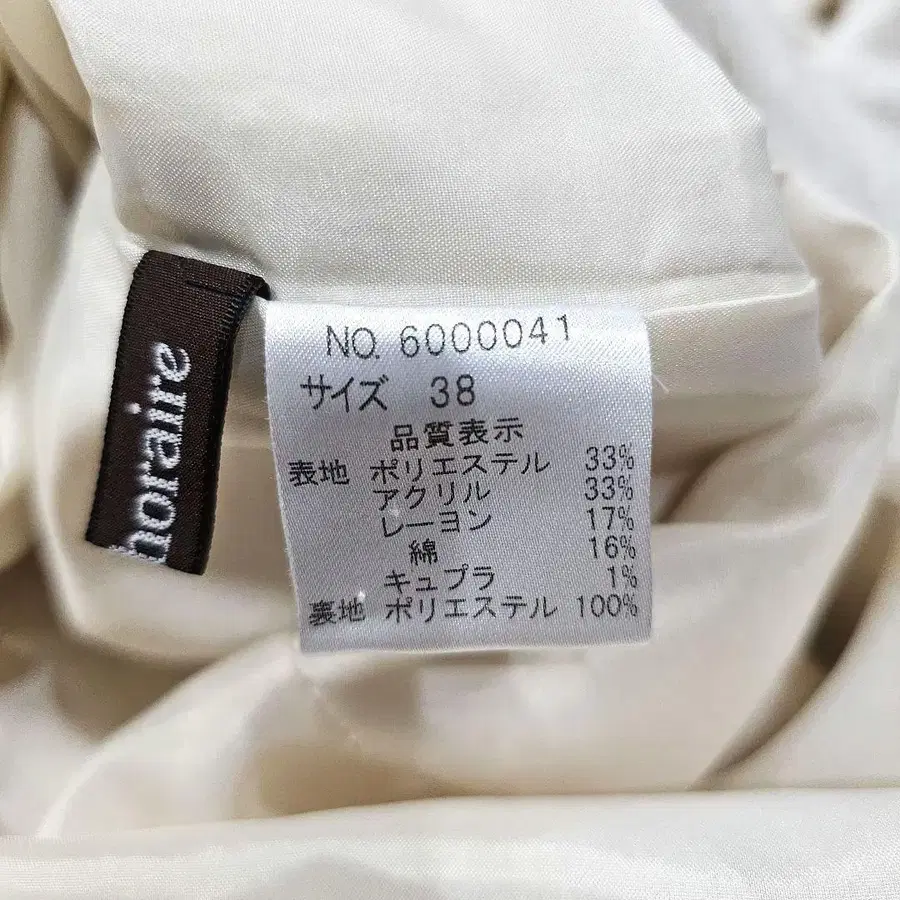 horaire
NO. 6000041
サイズ 38
品質表示
表地 ポリエステル 33%
アクリル 33%
レーヨン 17%
綿 16%
キュプラ 1%
裏地 ポリエステル 100%